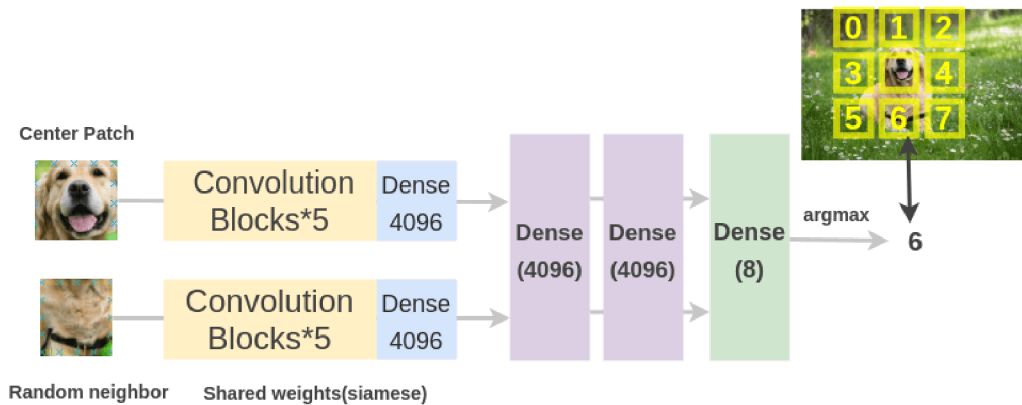 0 1 2
3 4
5 6 7
Center Patch
Convolution
Blocks*5
Dense
4096
Dense
(4096)
Dense
(4096)
Dense
(8)
argmax
6
Convolution
Blocks*5
Dense
4096
Random neighbor
Shared weights(siamese)